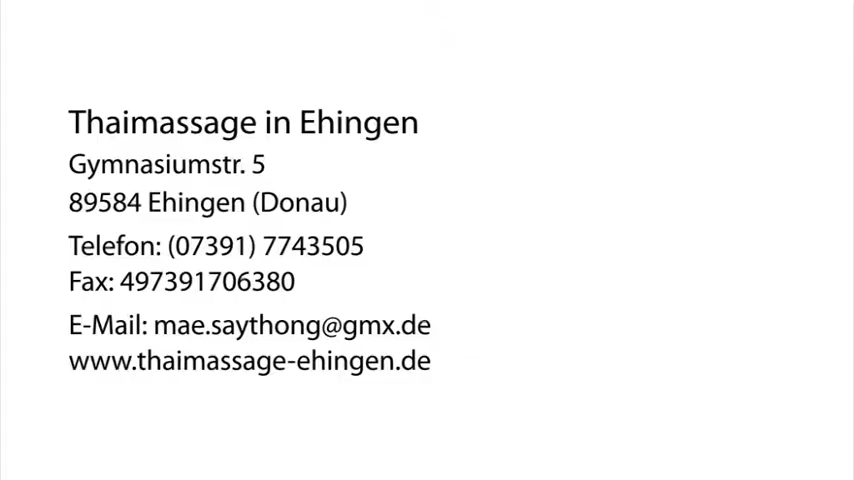 Thaimassage in Ehingen
Gymnasiumstr. 5
89584 Ehingen (Donau)
Telefon: (07391) 7743505
Fax: 497391706380
E-Mail: mae.saythong@gmx.de
www.thaimassage-ehingen.de